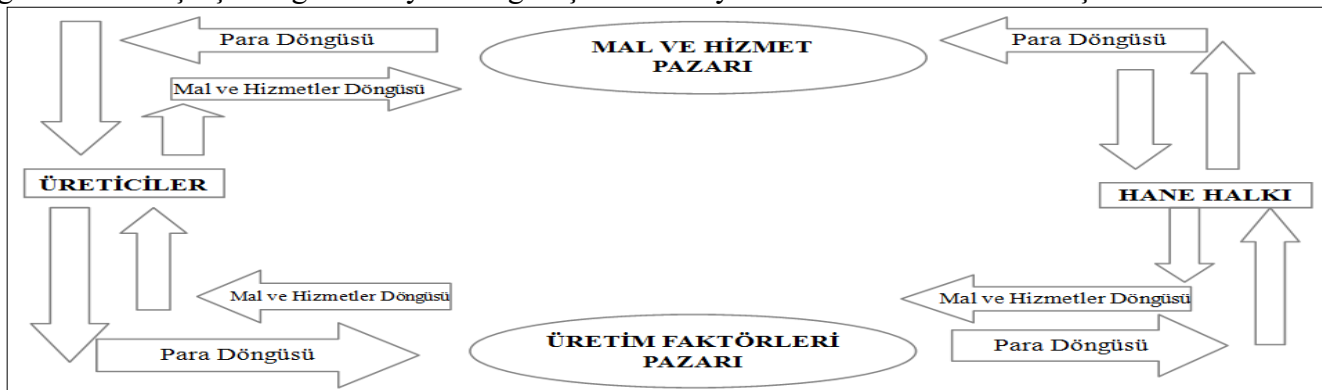 Para Döngüsü
MAL VE HİZMET
PAZARI
Para Döngüsü
Mal ve Hizmetler Döngüsü
ÜRETİCİLER
HANE HALKI
Mal ve Hizmetler Döngüsü
Mal ve Hizmetler Döngüsü
Para Döngüsü
ÜRETİM FAKTÖRLERİ
PAZARI
Para Döngüsü